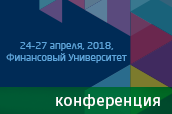 24-27 апреля, 2018,
Финансовый Университет
конференция